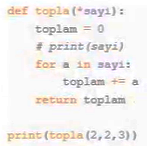 def topla(*sayi):
    toplam = 0
    # print(sayi)
    for a in sayi:
        toplam += a
    return toplam
print(topla(2,2,3))